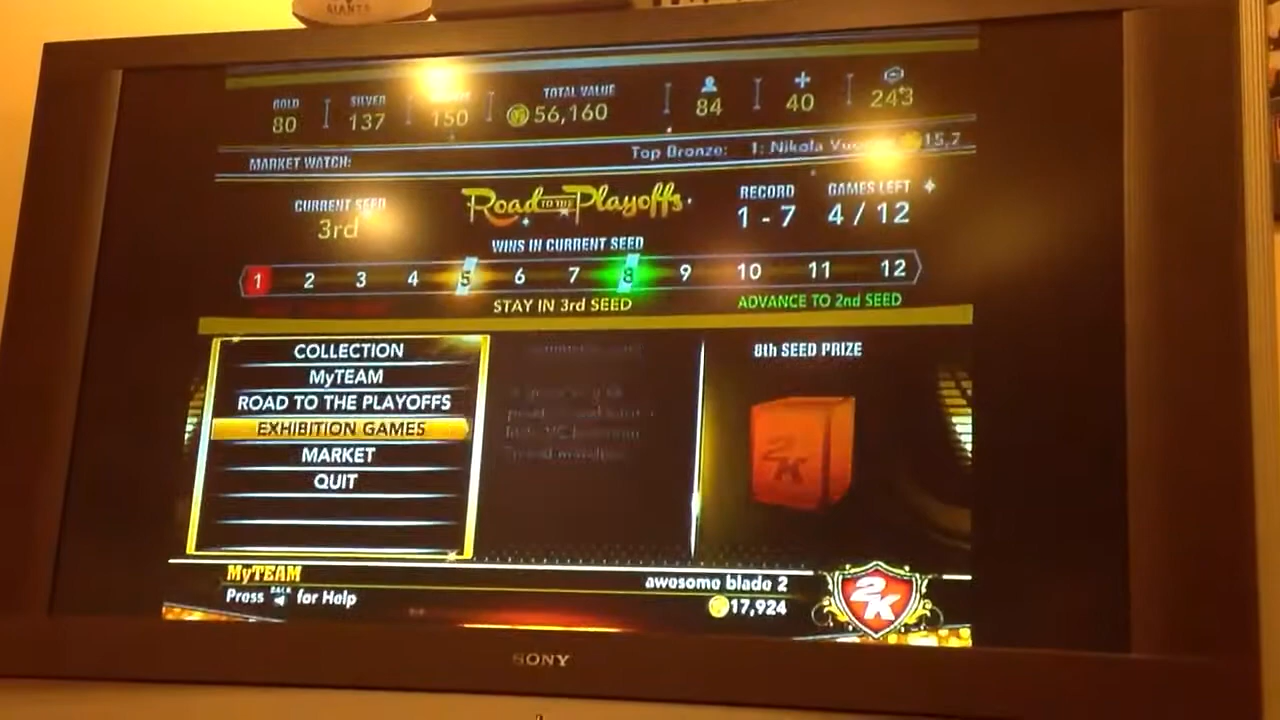 GIANTS
GOLD
80
SILVER
137
150
TOTAL VALUE
56,160
84
40
243
MARKET WATCH:
Top Bronze: 1: Nikola
15,7
CURRENT SEED
3rd
Road TO THE Playoffs
RECORD
1 - 7
GAMES LEFT
4 / 12
WINS IN CURRENT SEED
1 2 3 4 5 6 7 8 9 10 11 12
STAY IN 3rd SEED
ADVANCE TO 2nd SEED
COLLECTION
MyTEAM
ROAD TO THE PLAYOFFS
EXHIBITION GAMES
MARKET
QUIT
8th SEED PRIZE
2K
MyTEAM
Press BACK for Help
awesome blade 2
17,924
2K
SONY